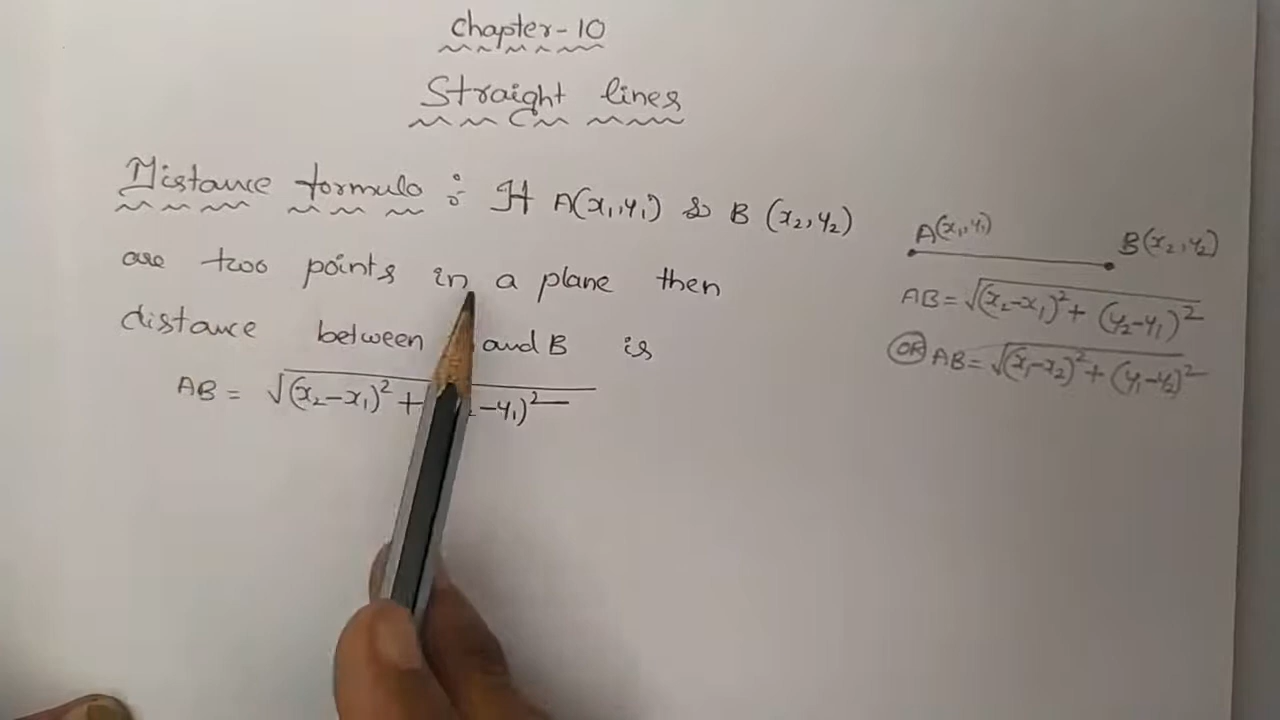 Chapter-10
Straight lines
Distance formula : If A(x₁,y₁) & B (x₂,y₂)
are two points in a plane then
distance between and B is
AB = √(x₂-x₁)² + -y₁)²
A(x₁,y₁)
B(x₂,y₂)
AB=√(x₂-x₁)²+ (y₂-y₁)²
OR AB=√(x₁-x₂)²+(y₁-y₂)²